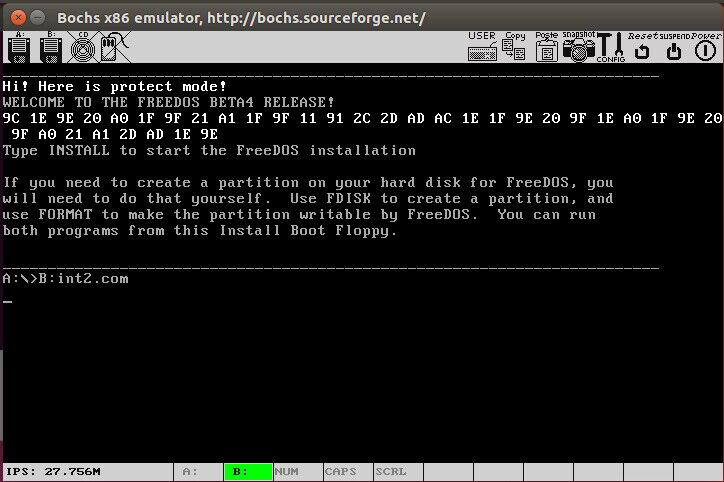 Bochs x86 emulator, http://bochs.sourceforge.net/
A: B: CD USER Copy Paste snapshot CONFIG Reset SUSPEND Power
Hi! Here is protect mode!
WELCOME TO THE FREEDOS BETA4 RELEASE!
9C 1E 9E 20 A0 1F 9F 21 A1 1F 9F 11 91 2C 2D AD AC 1E 1F 9E 20 9F 1E A0 1F 9E 20
9F A0 21 A1 2D AD 1E 9E
Type INSTALL to start the FreeDOS installation
If you need to create a partition on your hard disk for FreeDOS, you
will need to do that yourself.  Use FDISK to create a partition, and
use FORMAT to make the partition writable by FreeDOS.  You can run
both programs from this Install Boot Floppy.
A:\>B:int2.com
IPS: 27.756M A: B: NUM CAPS SCRL